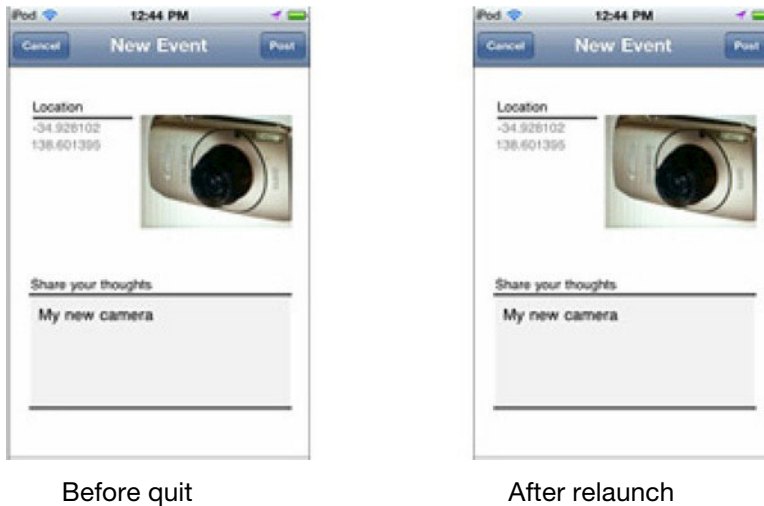 iPod 12:44 PM
Cancel New Event Post
Location
-34.928102
138.601395
Share your thoughts
My new camera
Before quit
iPod 12:44 PM
Cancel New Event Post
Location
-34.928102
138.601395
Share your thoughts
My new camera
After relaunch